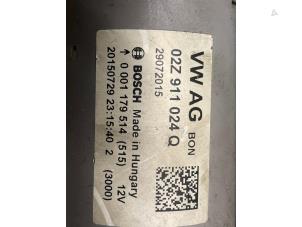 VW AG BON
02Z 911 024 Q
29072015
BOSCH Made in Hungary
↑ 0 001 179 514 (515) 12V
20150729 23:15:40 2 (3000)